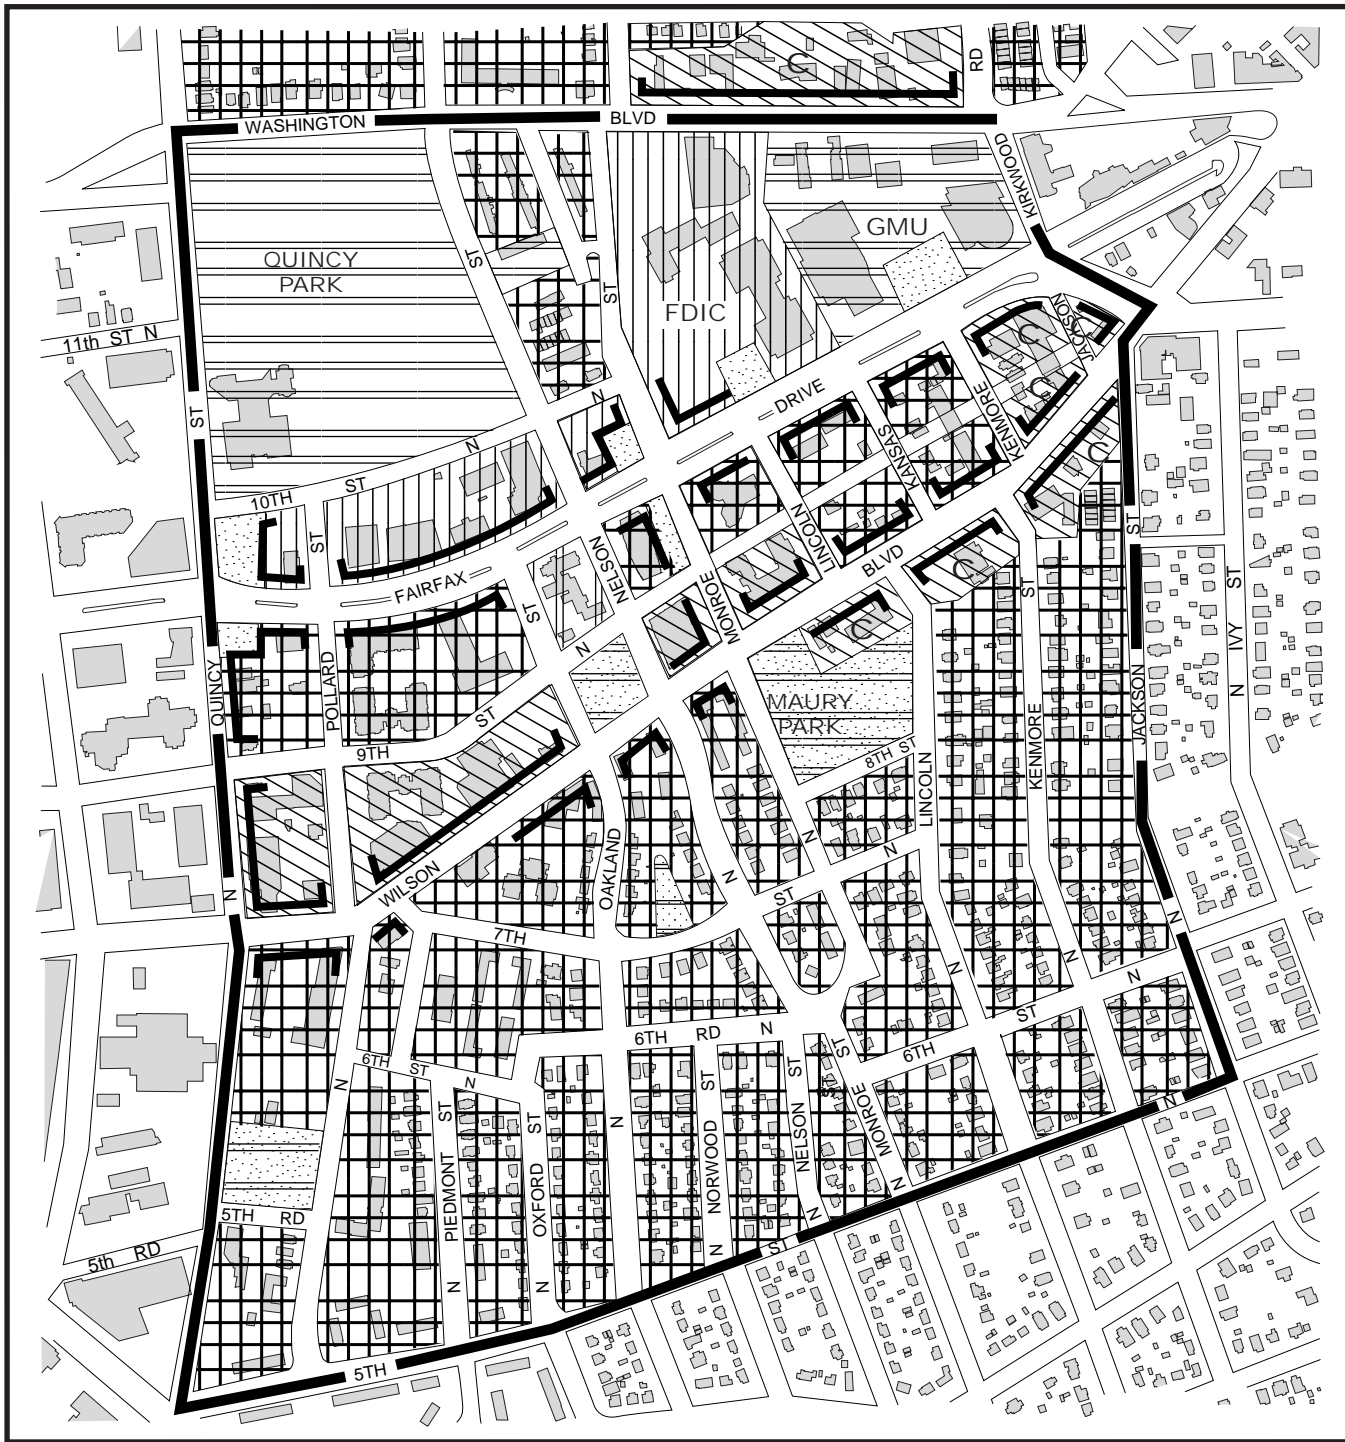 C
RD
WASHINGTON
BLVD
KIRKWOOD
GMU
ST
QUINCY
PARK
ST
FDIC
11th ST N
C
JACKSON
C
DRIVE
N
KENMORE
C
ST
N
KANSAS
C
10TH
ST
LINCOLN
ST
ST
BLVD
NELSON
C
FAIRFAX
MONROE
ST
ST
ST
IVY
N
C
N
QUINCY
POLLARD
MAURY
PARK
ST
KENMORE
JACKSON
9TH
8TH ST
LINCOLN
N
OAKLAND
N
WILSON
N
N
ST
N
7TH
N
N
N
ST
6TH RD N
ST
6TH
6TH ST N
N
ST
ST
ST
ST
N
MONROE
N
NORWOOD
NELSON
PIEDMONT
OXFORD
5TH RD
N
N
N
ST
5th RD
N
N
5TH